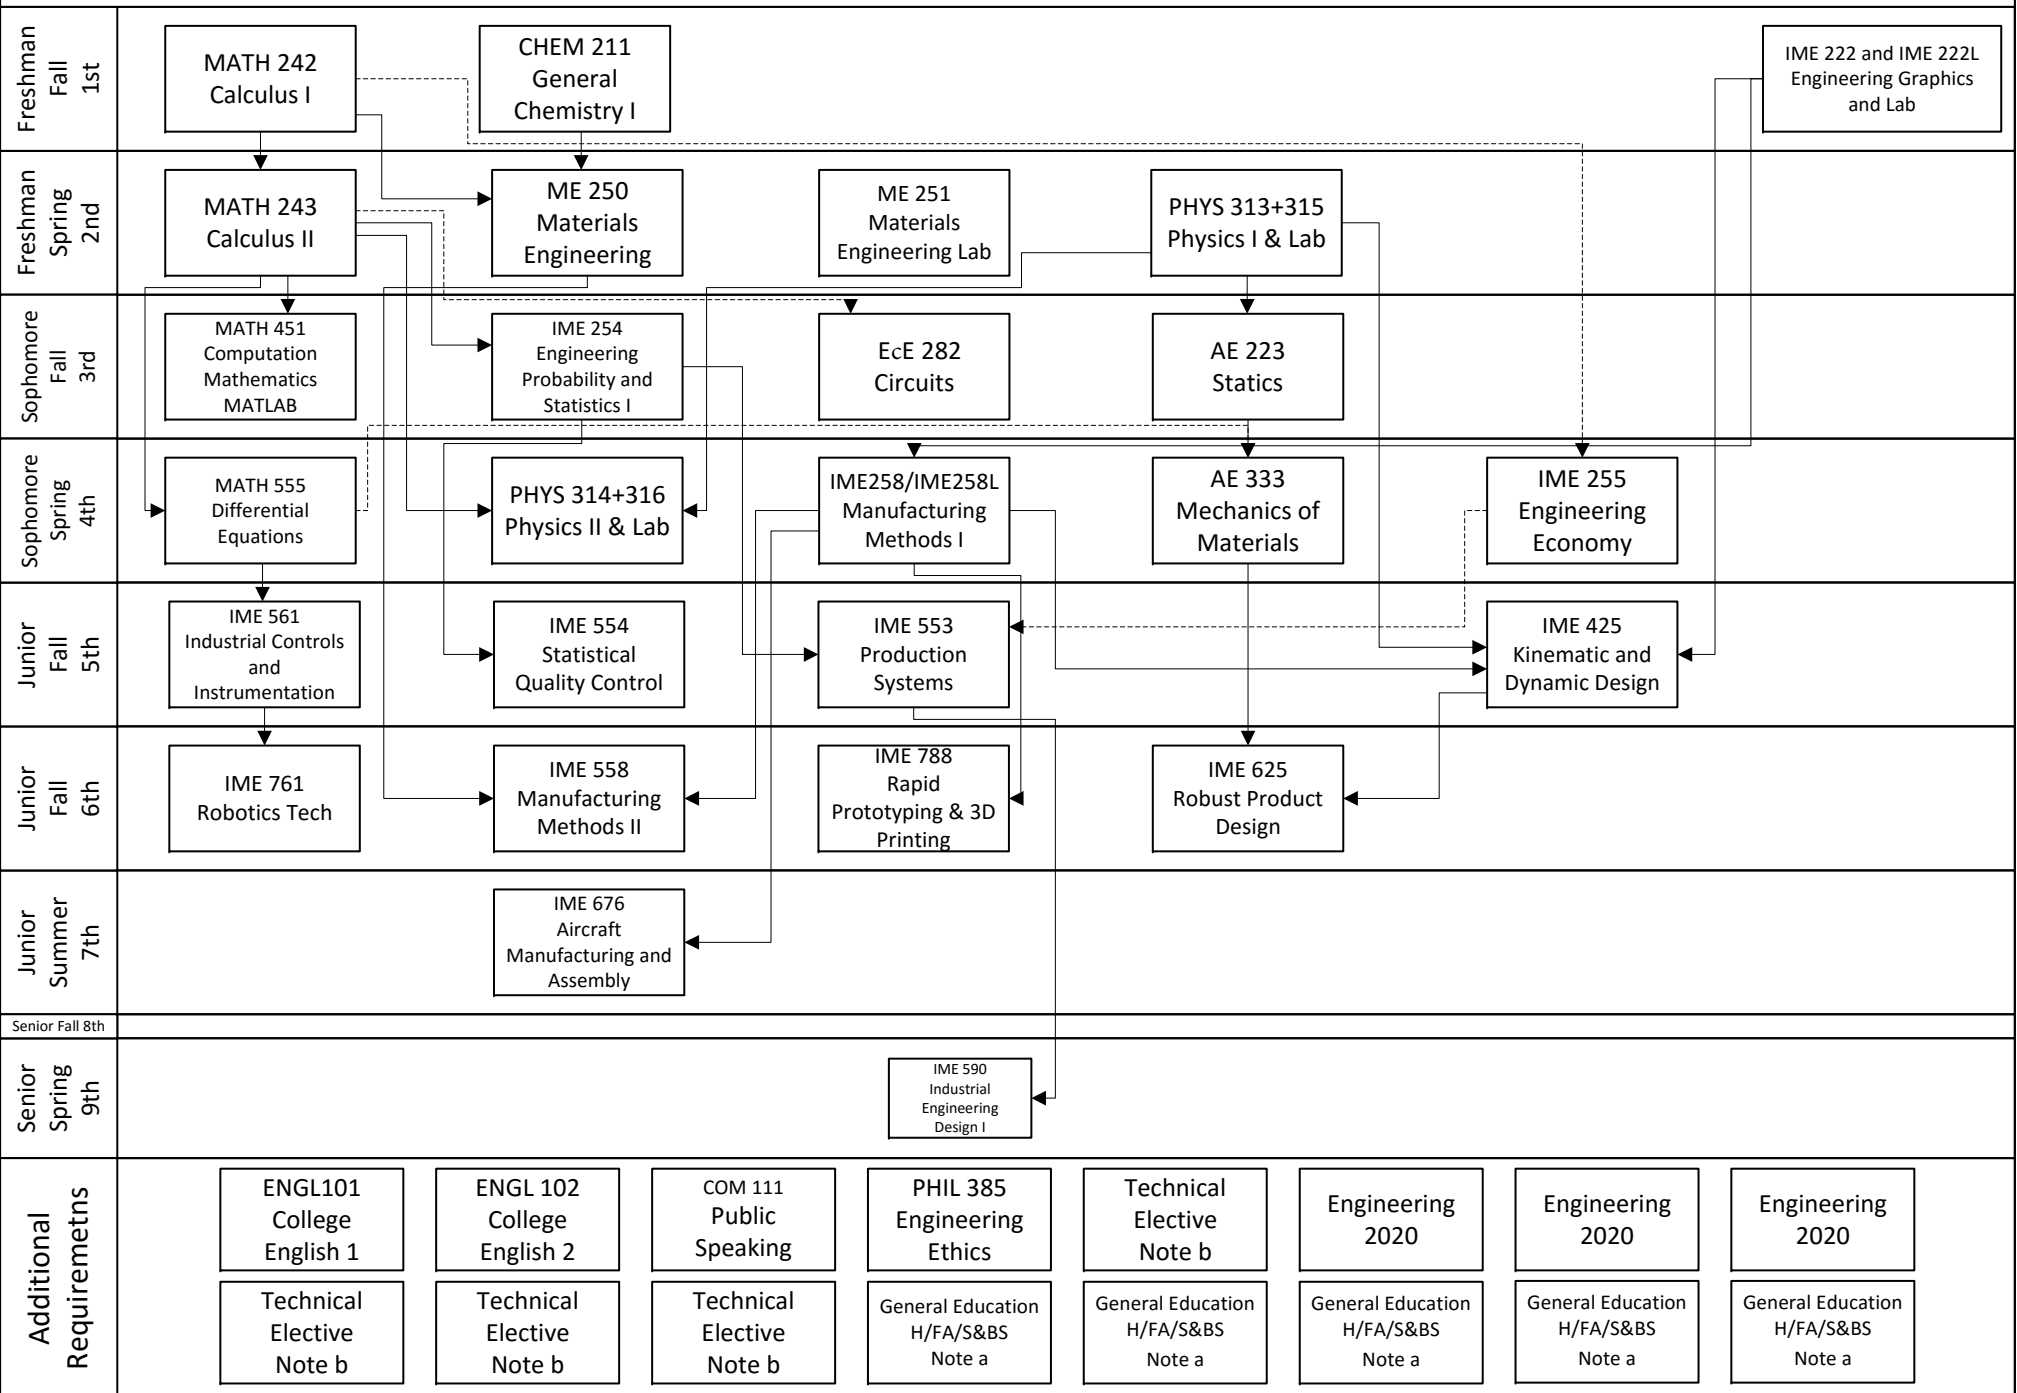 Freshman
Fall
1st
MATH 242
Calculus I
CHEM 211
General
Chemistry I
IME 222 and IME 222L
Engineering Graphics
and Lab
Freshman
Spring
2nd
MATH 243
Calculus II
ME 250
Materials
Engineering
ME 251
Materials
Engineering Lab
PHYS 313+315
Physics I & Lab
Sophomore
Fall
3rd
MATH 451
Computation
Mathematics
MATLAB
IME 254
Engineering
Probability and
Statistics I
EcE 282
Circuits
AE 223
Statics
Sophomore
Spring
4th
MATH 555
Differential
Equations
PHYS 314+316
Physics II & Lab
IME258/IME258L
Manufacturing
Methods I
AE 333
Mechanics of
Materials
IME 255
Engineering
Economy
Junior
Fall
5th
IME 561
Industrial Controls
and
Instrumentation
IME 554
Statistical
Quality Control
IME 553
Production
Systems
IME 425
Kinematic and
Dynamic Design
Junior
Fall
6th
IME 761
Robotics Tech
IME 558
Manufacturing
Methods II
IME 788
Rapid
Prototyping & 3D
Printing
IME 625
Robust Product
Design
Junior
Summer
7th
IME 676
Aircraft
Manufacturing and
Assembly
Senior Fall 8th
Senior
Spring
9th
IME 590
Industrial
Engineering
Design I
Additional
Requiremetns
ENGL101
College
English 1
ENGL 102
College
English 2
COM 111
Public
Speaking
PHIL 385
Engineering
Ethics
Technical
Elective
Note b
Engineering
2020
Engineering
2020
Engineering
2020
Technical
Elective
Note b
Technical
Elective
Note b
Technical
Elective
Note b
General Education
H/FA/S&BS
Note a
General Education
H/FA/S&BS
Note a
General Education
H/FA/S&BS
Note a
General Education
H/FA/S&BS
Note a
General Education
H/FA/S&BS
Note a